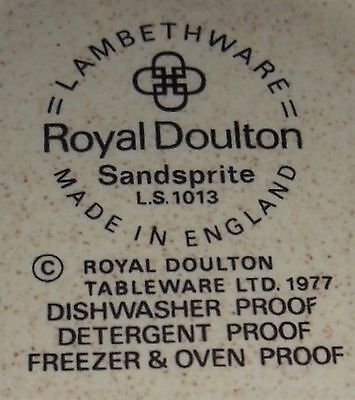 =LAMBETHWARE=
Royal Doulton
Sandsprite
L.S.1013
MADE IN ENGLAND
© ROYAL DOULTON
TABLEWARE LTD. 1977
DISHWASHER PROOF
DETERGENT PROOF
FREEZER & OVEN PROOF